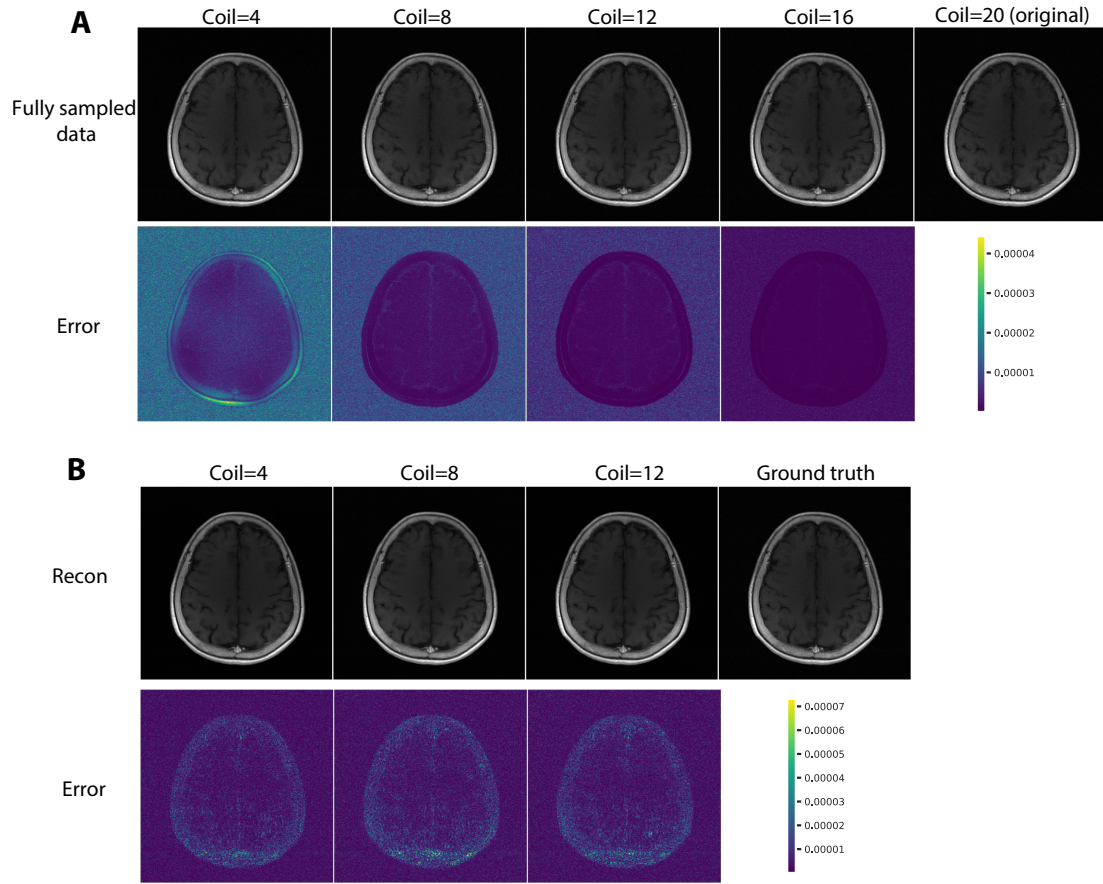 A
Coil=4
Coil=8
Coil=12
Coil=16
Coil=20 (original)
Fully sampled
data
Error
0.00004
0.00003
0.00002
0.00001
B
Coil=4
Coil=8
Coil=12
Ground truth
Recon
Error
0.00007
0.00006
0.00005
0.00004
0.00003
0.00002
0.00001